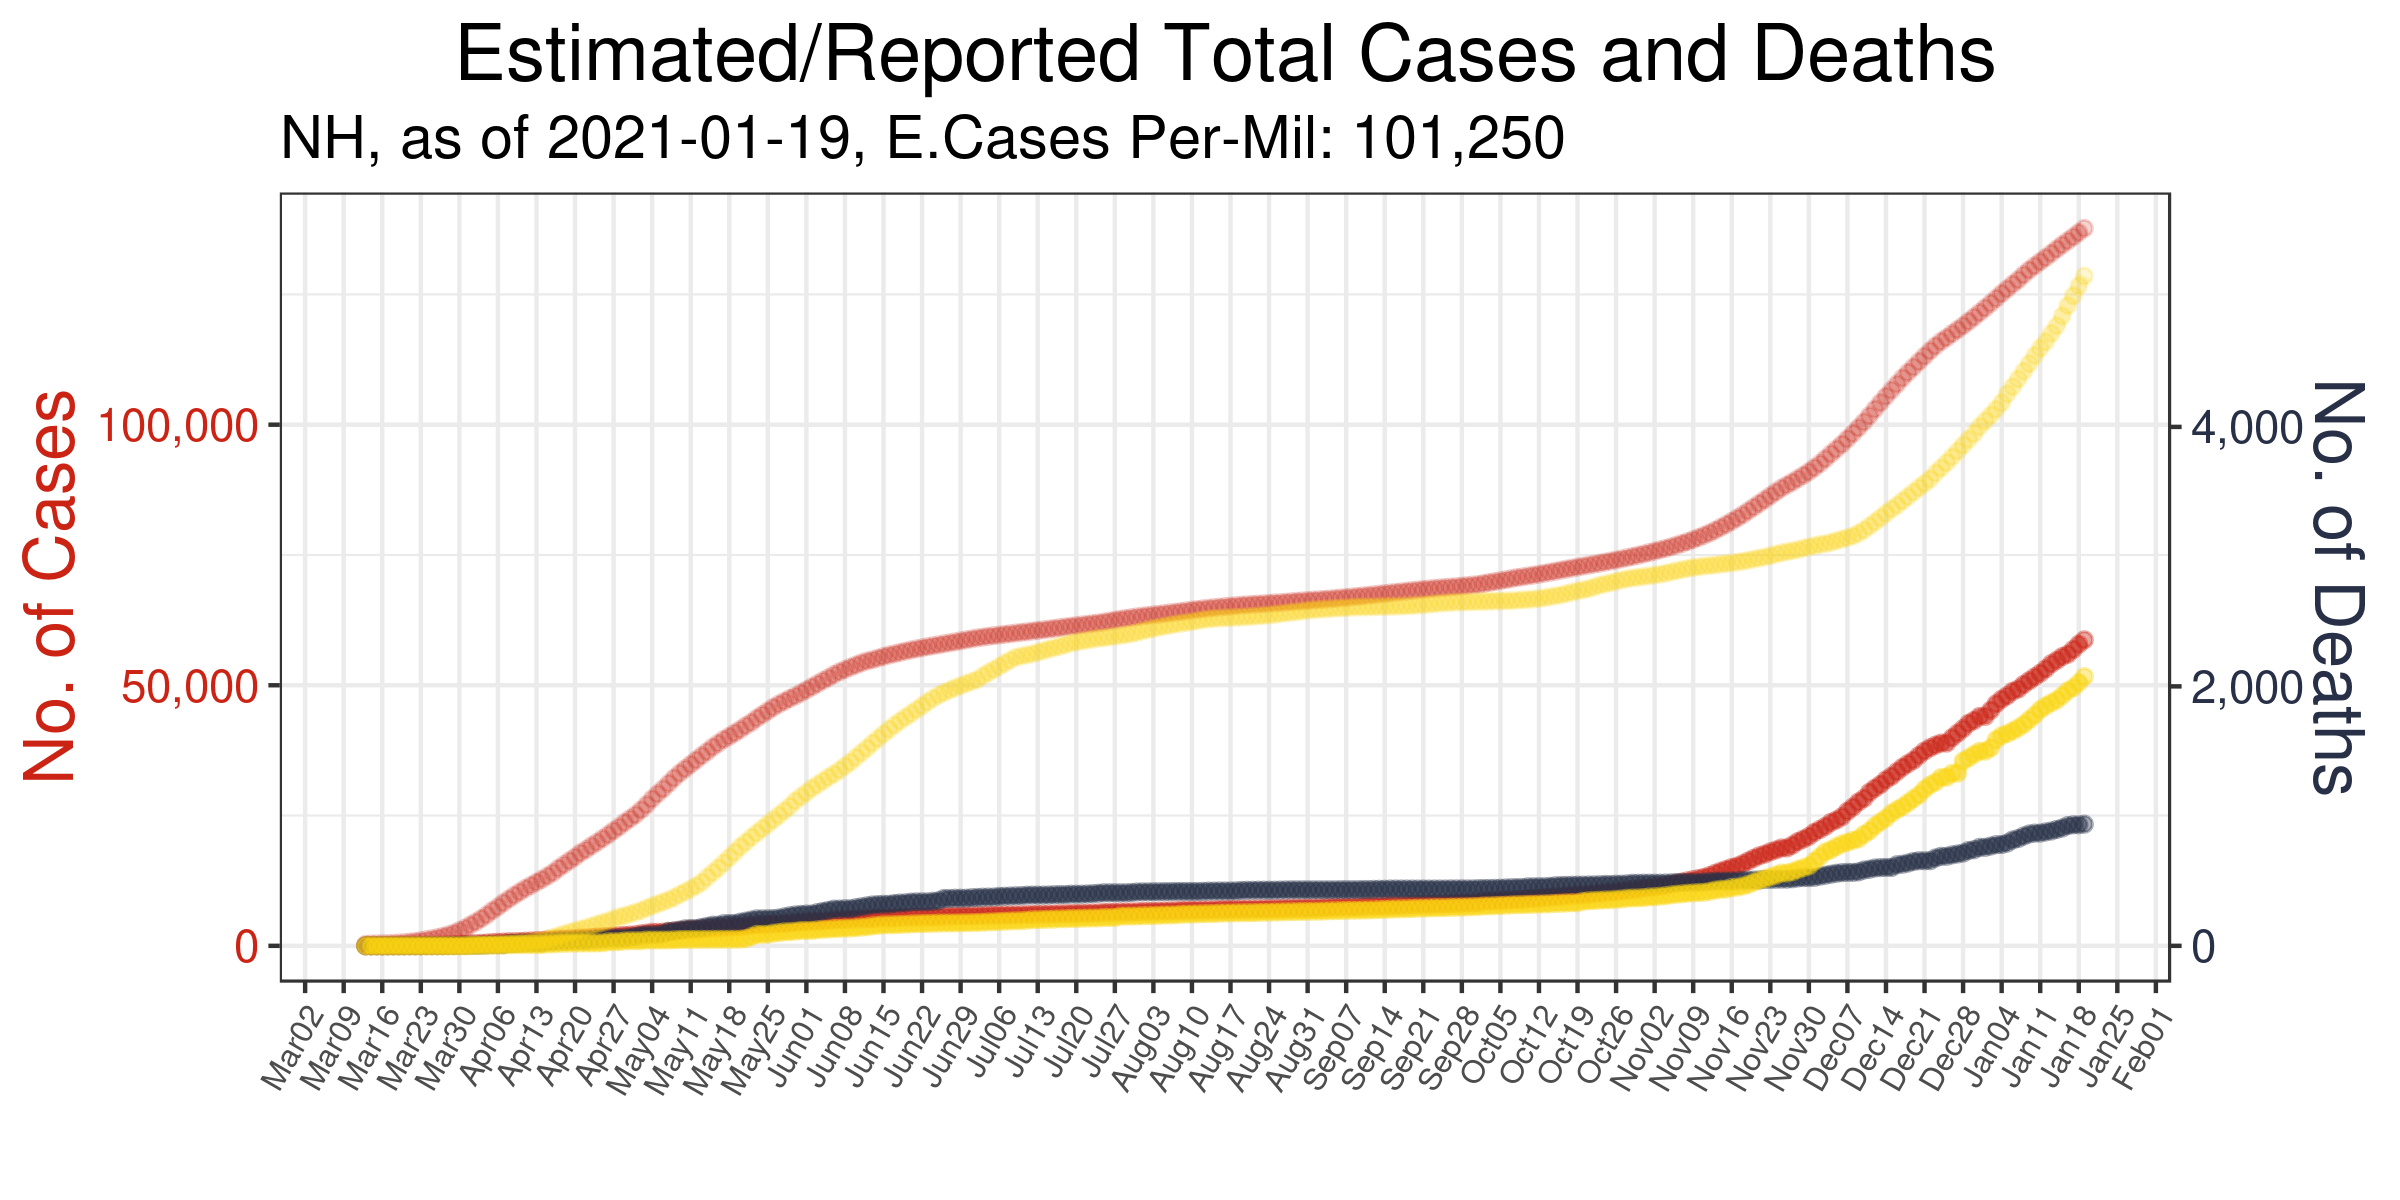 Estimated/Reported Total Cases and Deaths
NH, as of 2021-01-19, E.Cases Per-Mil: 101,250
No. of Cases
100,000
50,000
0
4,000
2,000
0
No. of Deaths
Mar02
Mar09
Mar16
Mar23
Mar30
Apr06
Apr13
Apr20
Apr27
May04
May11
May18
May25
Jun01
Jun08
Jun15
Jun22
Jun29
Jul06
Jul13
Jul20
Jul27
Aug03
Aug10
Aug17
Aug24
Aug31
Sep07
Sep14
Sep21
Sep28
Oct05
Oct12
Oct19
Oct26
Nov02
Nov09
Nov16
Nov23
Nov30
Dec07
Dec14
Dec21
Dec28
Jan04
Jan11
Jan18
Jan25
Feb01